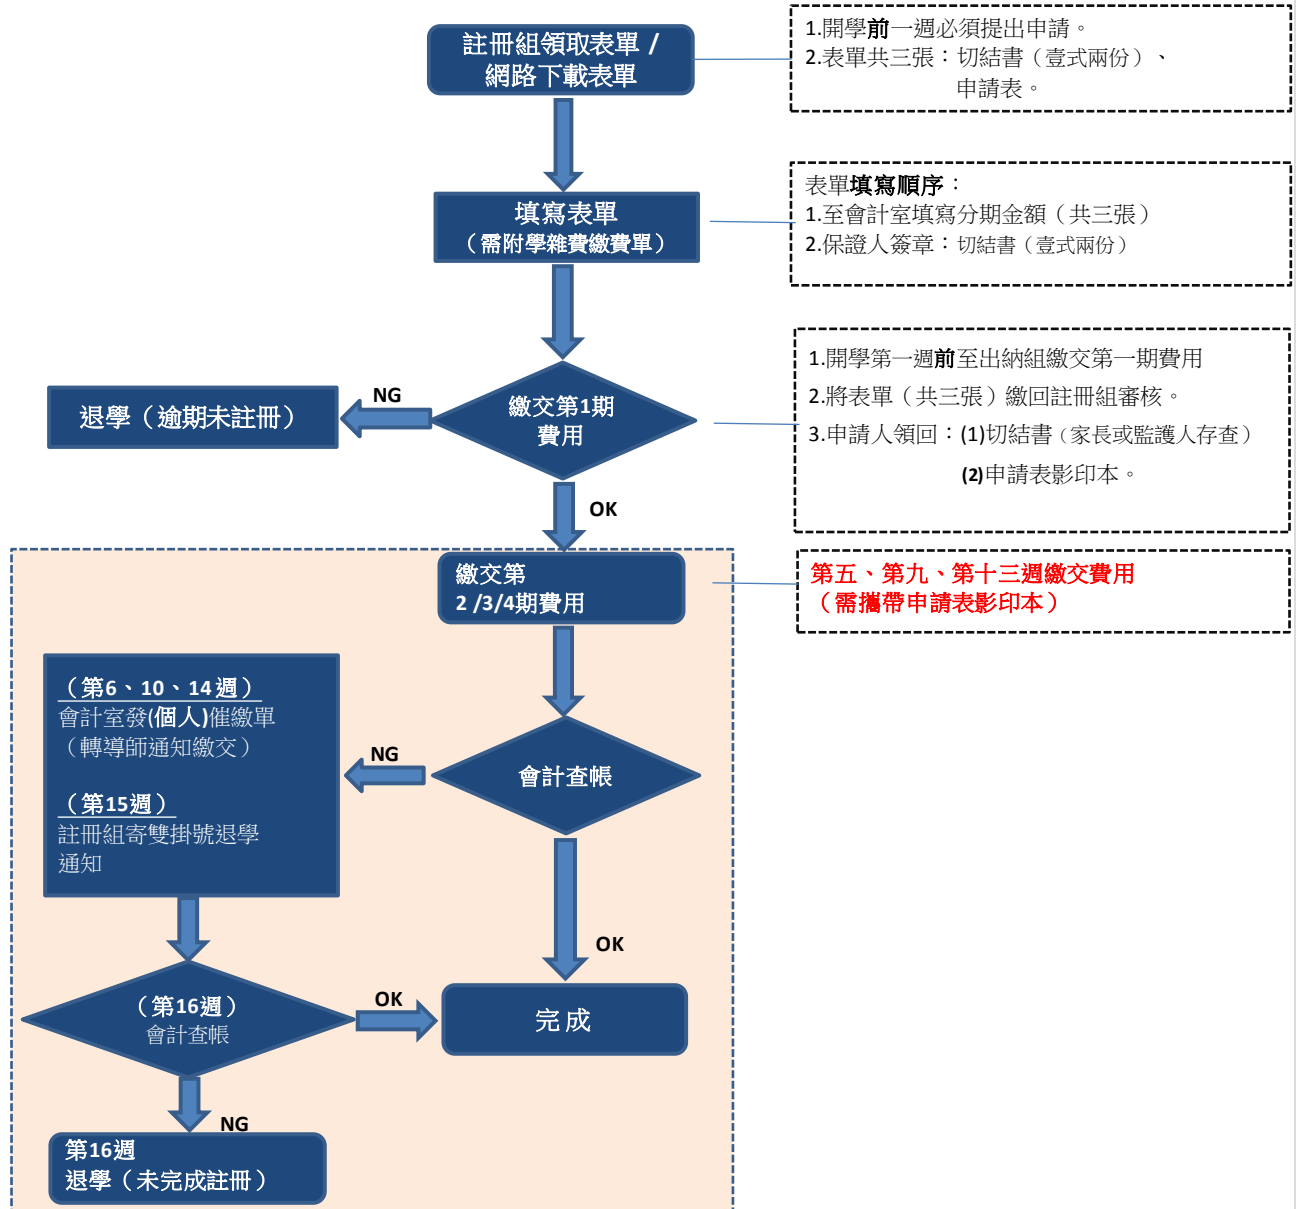 註冊組領取表單 /
網路下載表單
1.開學前一週必須提出申請。
2.表單共三張：切結書（壹式兩份）、
申請表。
填寫表單
（需附學雜費繳費單）
表單填寫順序：
1.至會計室填寫分期金額（共三張）
2.保證人簽章：切結書（壹式兩份）
繳交第1期
費用
NG
退學（逾期未註冊）
1.開學第一週前至出納組繳交第一期費用
2.將表單（共三張）繳回註冊組審核。
3.申請人領回：(1)切結書（家長或監護人存查）
(2)申請表影印本。
OK
繳交第
2 /3/4期費用
第五、第九、第十三週繳交費用
（需攜帶申請表影印本）
（第6、10、14週）
會計室發(個人)催繳單
（轉導師通知繳交）
（第15週）
註冊組寄雙掛號退學
通知
NG
會計查帳
OK
（第16週）
會計查帳
OK
完成
NG
第16週
退學（未完成註冊）